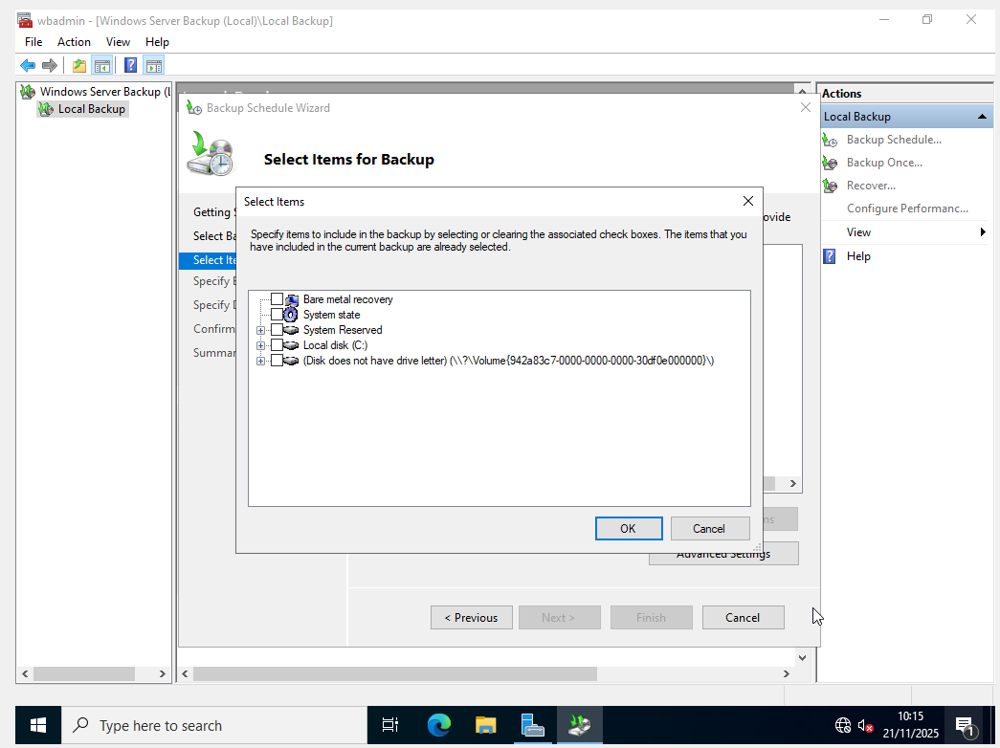 wbadmin - [Windows Server Backup (Local)\Local Backup]
File Action View Help
Windows Server Backup (L
Local Backup
Backup Schedule Wizard
Select Items for Backup
Getting
Select Ba
Select Ite
Specify
Specify
Confirm
Summar
ovide
Select Items
Specify items to include in the backup by selecting or clearing the associated check boxes. The items that you
have included in the current backup are already selected.
Bare metal recovery
System state
System Reserved
Local disk (C:)
(Disk does not have drive letter) (\\?\Volume{942a83c7-0000-0000-0000-30df0e000000}\)
OK Cancel
ms
Advanced Settings
< Previous Next > Finish Cancel
Actions
Local Backup
Backup Schedule...
Backup Once...
Recover...
Configure Performanc...
View
Help
Type here to search
10:15
21/11/2025
1